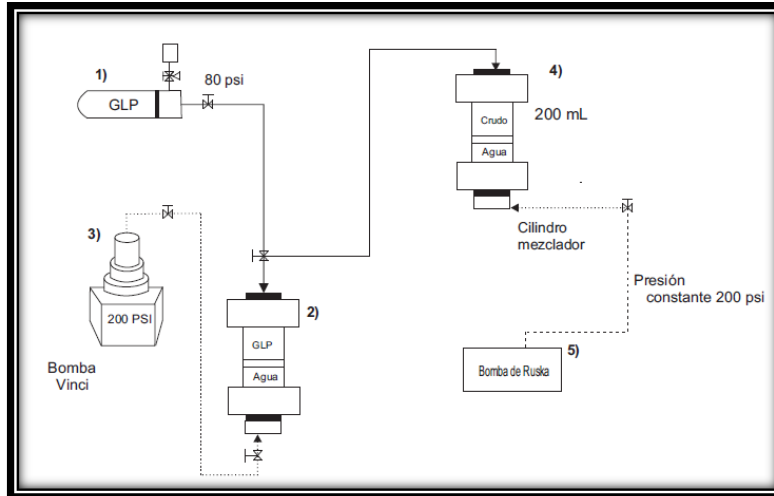 1)
GLP
80 psi
4)
Crudo
Agua
200 mL
Cilindro
mezclador
3)
200 PSI
Bomba
Vinci
2)
GLP
Agua
Presión
constante 200 psi
5)
Bomba de Ruska